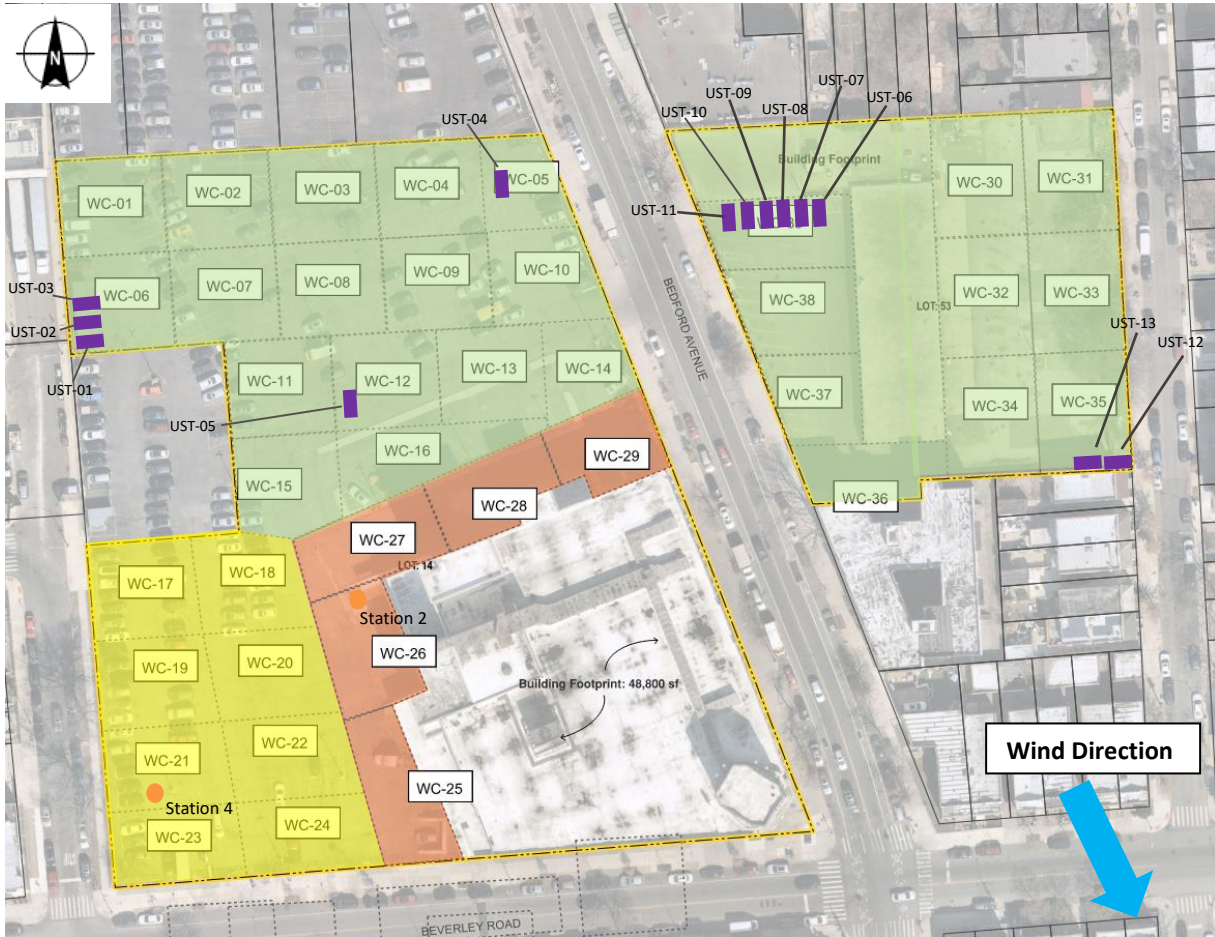 N
UST-04
UST-10
UST-09
UST-08
UST-07
UST-06
UST-11
Building Footprint
WC-01
WC-02
WC-03
WC-04
WC-05
WC-30
WC-31
UST-03
UST-02
UST-01
WC-06
WC-07
WC-08
WC-09
WC-10
BEDFORD AVENUE
WC-38
LOT: 53
WC-32
WC-33
UST-13
UST-12
UST-05
WC-11
WC-12
WC-13
WC-14
WC-37
WC-34
WC-35
WC-15
WC-16
WC-29
WC-36
WC-28
WC-27
LOT: 14
WC-17
WC-18
Station 2
WC-26
WC-19
WC-20
Building Footprint: 48,800 sf
WC-21
WC-22
WC-25
Station 4
WC-23
WC-24
Wind Direction
BEVERLEY ROAD